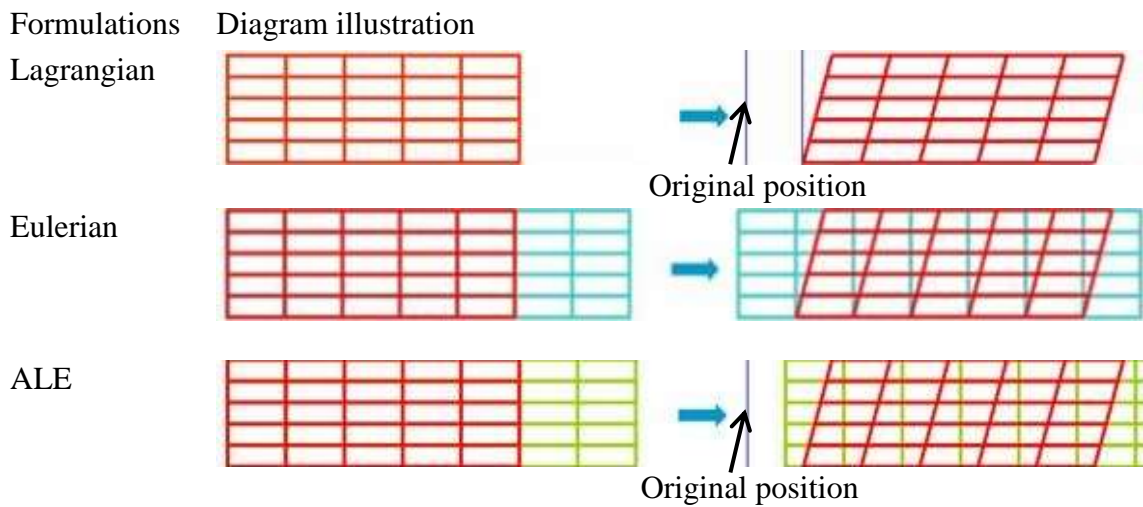 Formulations Diagram illustration
Lagrangian
Original position
Eulerian
ALE
Original position